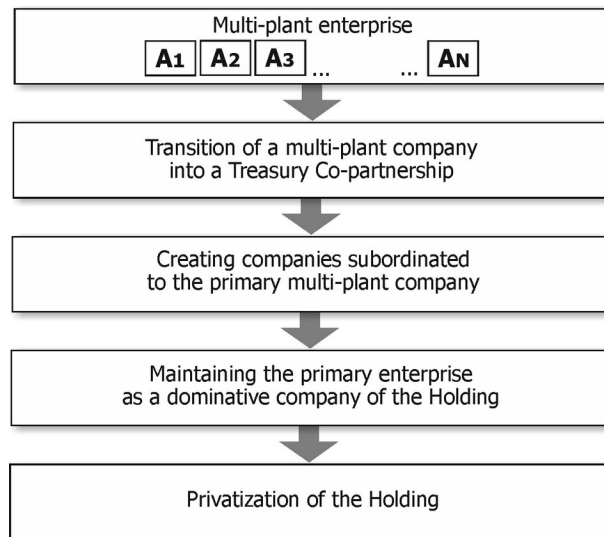 Multi-plant enterprise
A1 A2 A3 ... ... AN
Transition of a multi-plant company
into a Treasury Co-partnership
Creating companies subordinated
to the primary multi-plant company
Maintaining the primary enterprise
as a dominative company of the Holding
Privatization of the Holding